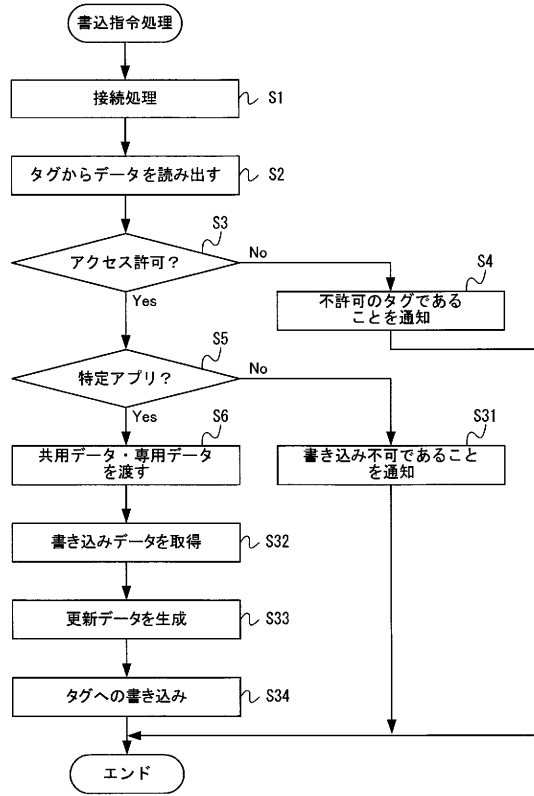 書込指令処理
接続処理
S1
タグからデータを読み出す
S2
S3
アクセス許可？
No
S4
Yes
不許可のタグである
ことを通知
S5
特定アプリ？
No
Yes
S6
S31
共用データ・専用データ
を渡す
書き込み不可であること
を通知
書き込みデータを取得
S32
更新データを生成
S33
タグへの書き込み
S34
エンド